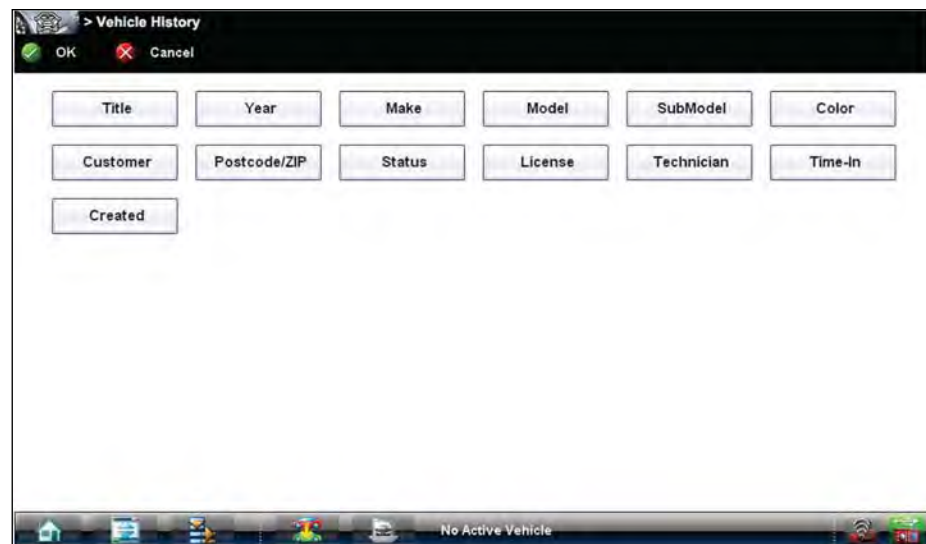 > Vehicle History
OK Cancel
Title Year Make Model SubModel Color
Customer Postcode/ZIP Status License Technician Time-In
Created
No Active Vehicle